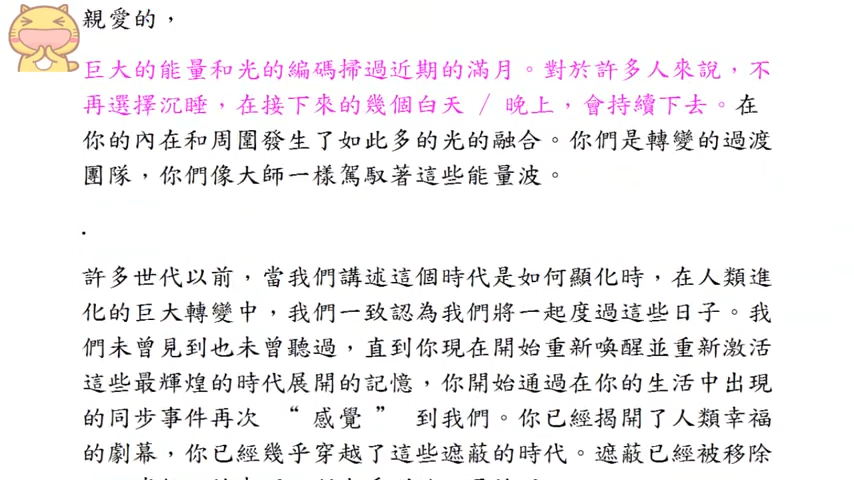 親愛的，
巨大的能量和光的編碼掃過近期的滿月。對於許多人來說，不
再選擇沉睡，在接下來的幾個白天 / 晚上，會持續下去。在
你的內在和周圍發生了如此多的光的融合。你們是轉變的過渡
團隊，你們像大師一樣駕馭著這些能量波。
.
許多世代以前，當我們講述這個時代是如何顯化時，在人類進
化的巨大轉變中，我們一致認為我們將一起度過這些日子。我
們未曾見到也未曾聽過，直到你現在開始重新喚醒並重新激活
這些最輝煌的時代展開的記憶，你開始通過在你的生活中出現
的同步事件再次 “ 感覺 ” 到我們。你已經揭開了人類幸福
的劇幕，你已經幾乎穿越了這些遮蔽的時代。遮蔽已經被移除